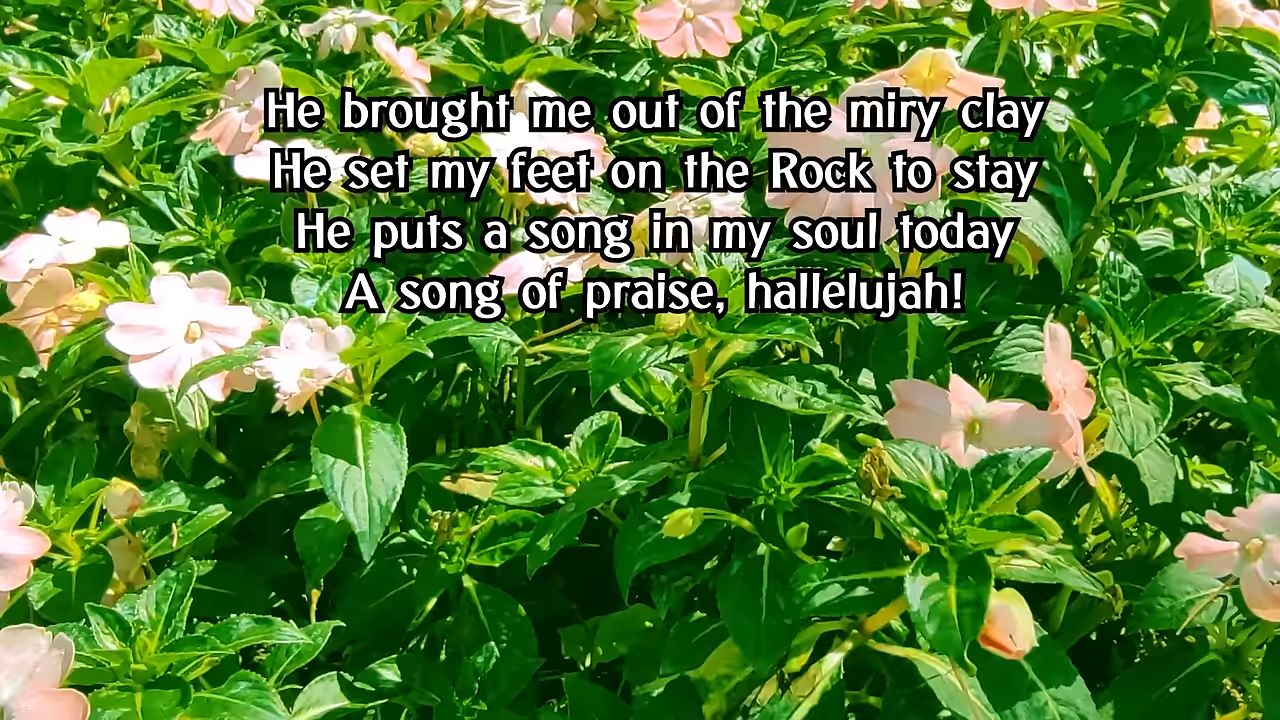 He brought me out of the miry clay
He set my feet on the Rock to stay
He puts a song in my soul today
A song of praise, hallelujah!